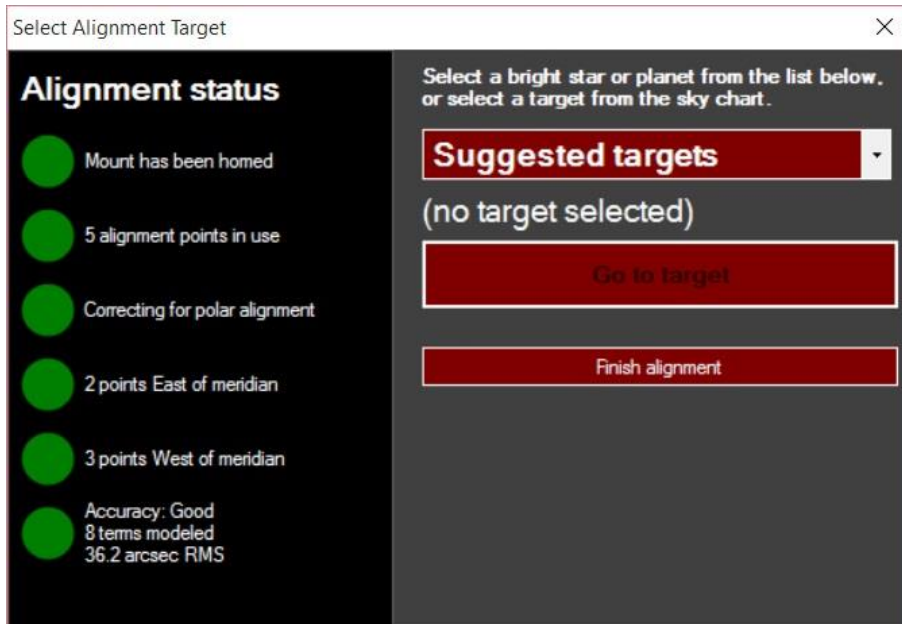 Select Alignment Target
Alignment status
Mount has been homed
5 alignment points in use
Correcting for polar alignment
2 points East of meridian
3 points West of meridian
Accuracy: Good
8 terms modeled
36.2 arcsec RMS
Select a bright star or planet from the list below,
or select a target from the sky chart.
Suggested targets
(no target selected)
Go to target
Finish alignment